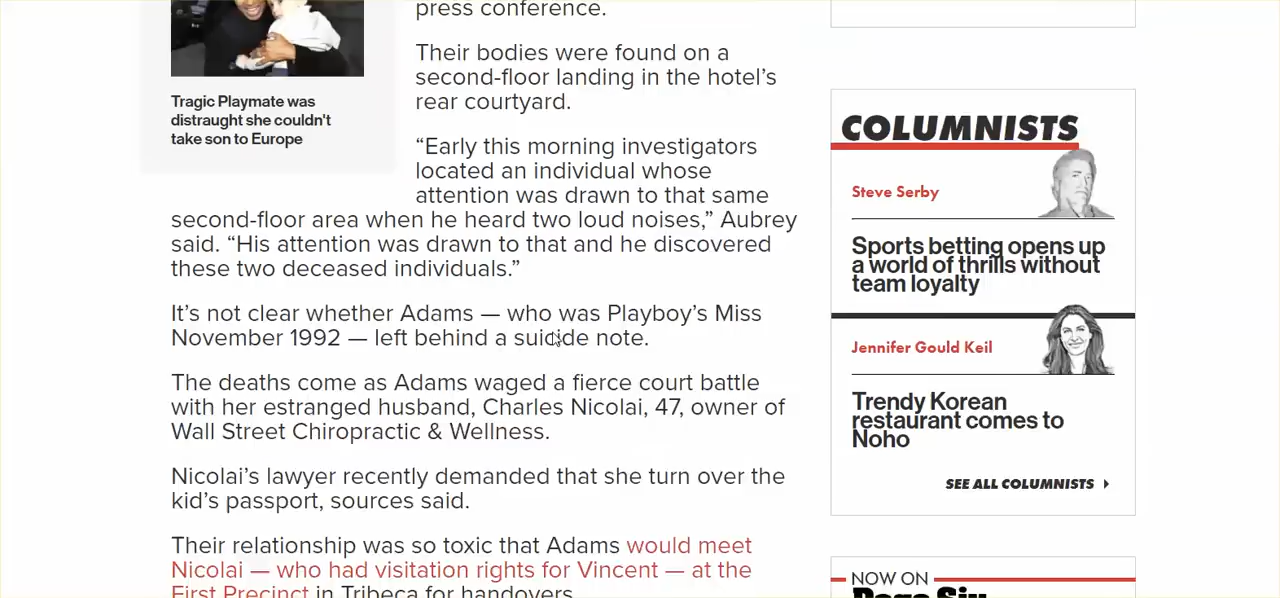 press conference.
Their bodies were found on a
second-floor landing in the hotel’s
rear courtyard.
Tragic Playmate was
distraught she couldn't
take son to Europe
“Early this morning investigators
located an individual whose
attention was drawn to that same
second-floor area when he heard two loud noises,” Aubrey
said. “His attention was drawn to that and he discovered
these two deceased individuals.”
It’s not clear whether Adams — who was Playboy’s Miss
November 1992 — left behind a suicide note.
The deaths come as Adams waged a fierce court battle
with her estranged husband, Charles Nicolai, 47, owner of
Wall Street Chiropractic & Wellness.
Nicolai’s lawyer recently demanded that she turn over the
kid’s passport, sources said.
Their relationship was so toxic that Adams would meet
Nicolai — who had visitation rights for Vincent — at the
First Precinct in Tribeca for handovers
COLUMNISTS
Steve Serby
Sports betting opens up
a world of thrills without
team loyalty
Jennifer Gould Keil
Trendy Korean
restaurant comes to
Noho
SEE ALL COLUMNISTS
NOW ON
Page Six